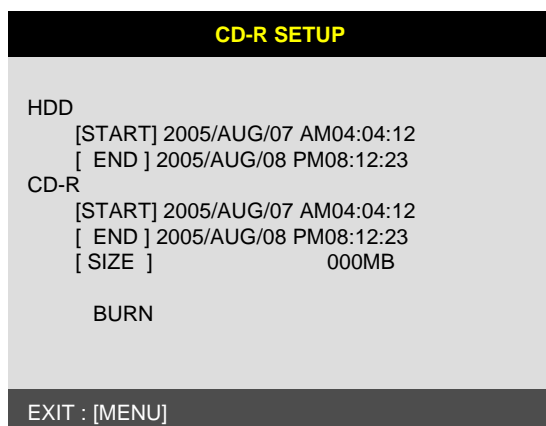 CD-R SETUP
HDD
[START] 2005/AUG/07 AM04:04:12
[ END ] 2005/AUG/08 PM08:12:23
CD-R
[START] 2005/AUG/07 AM04:04:12
[ END ] 2005/AUG/08 PM08:12:23
[ SIZE ] 000MB
BURN
EXIT : [MENU]